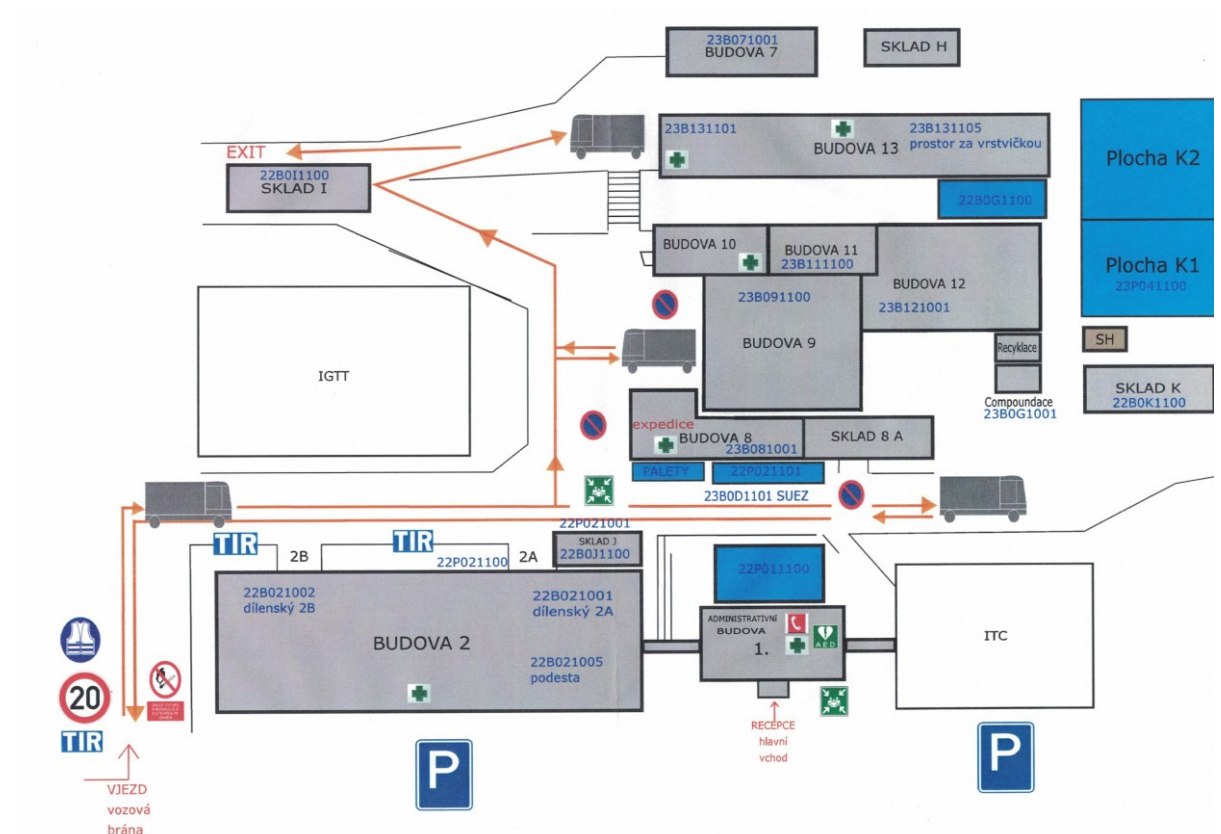 23B071001
BUDOVA 7
SKLAD H
23B131101
BUDOVA 13
23B131105
prostor za vrstvičkou
EXIT
22B0I1100
SKLAD I
22B0G1100
Plocha K2
Plocha K1
23P041100
BUDOVA 10
BUDOVA 11
23B111100
BUDOVA 12
23B121001
23B091100
BUDOVA 9
IGTT
Recyklace
Compoundace
23B0G1001
SH
SKLAD K
22B0K1100
expedice
BUDOVA 8
23B081001
SKLAD 8 A
PALETY
22P021101
23B0D1101 SUEZ
22P021001
SKLAD J
22B0J1100
TIR
2B
TIR
22P021100
2A
22B021002
dílenský 2B
22B021001
dílenský 2A
BUDOVA 2
22B021005
podesta
22P011100
ADMINISTRATIVNÍ
BUDOVA
1.
AED
ITC
20
TIR
RECEPCE
hlavní
vchod
P
P
VJEZD
vozová
brána